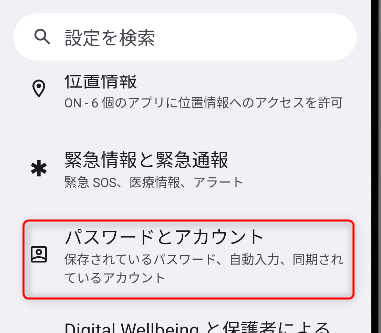 設定を検索
位置情報
ON - 6 個のアプリに位置情報へのアクセスを許可
緊急情報と緊急通報
緊急 SOS、医療情報、アラート
パスワードとアカウント
保存されているパスワード、自動入力、同期され
ているアカウント
Digital Wellbeing と保護者による